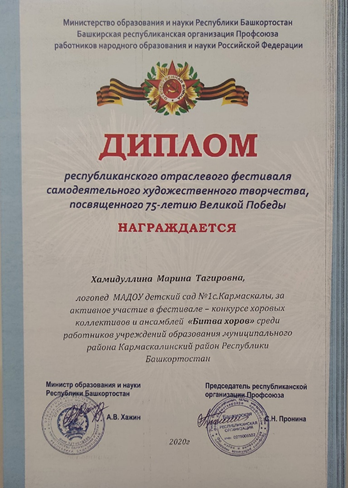 Министерство образования и науки Республики Башкортостан
Башкирская республиканская организация Профсоюза
работников народного образования и науки Российской Федерации
ДИПЛОМ
республиканского отраслевого фестиваля
самодеятельного художественного творчества,
посвященного 75-летию Великой Победы
НАГРАЖДАЕТСЯ
Хамидуллина Марина Тагировна,
логопед МАДОУ детский сад №1с.Кармаскалы, за
активное участие в фестивале – конкурсе хоровых
коллективов и ансамблей «Битва хоров» среди
работников учреждений образования муниципального
района Кармаскалинский район Республики
Башкортостан
Министр образования и науки
Республики Башкортостан
А.В. Хажин
Председатель республиканской
организации Профсоюза
С.Н. Пронина
2020г